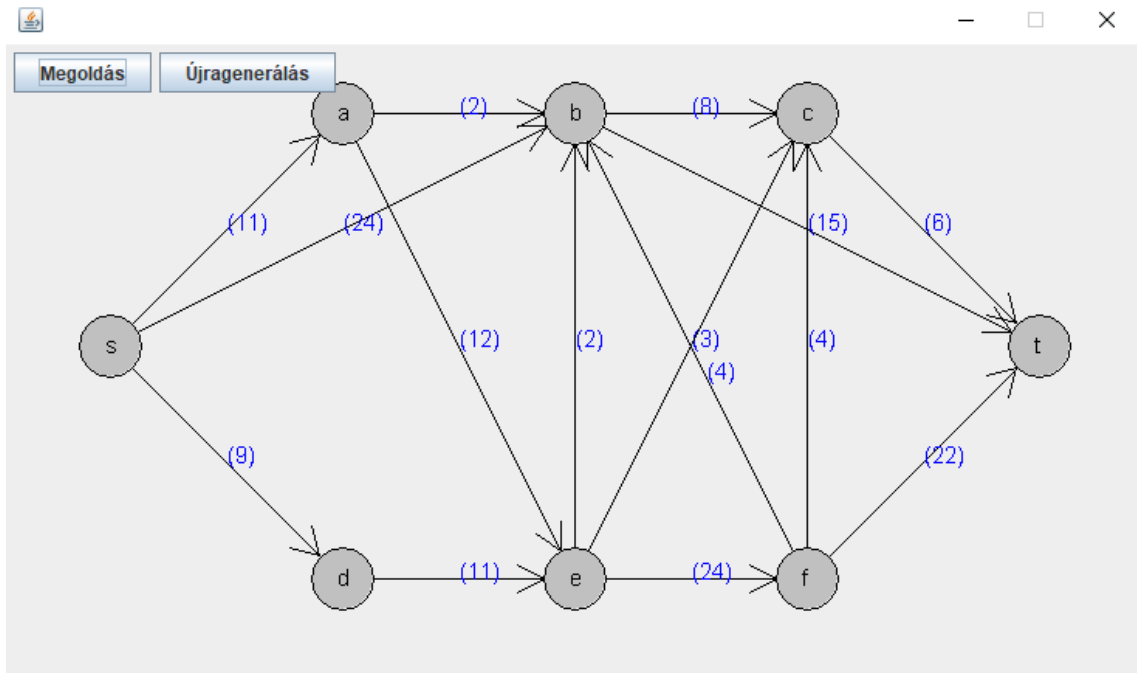 Megoldás Újragenerálás
a (2) b (8) c
(11) (24) (15) (6)
s (12) (2) (3) (4) t
(4)
(9) (22)
d (11) e (24) f